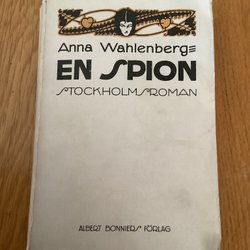 Anna Wahlenberg
EN SPION
STOCKHOLMSROMAN
ALBERT BONNIERS FÖRLAG